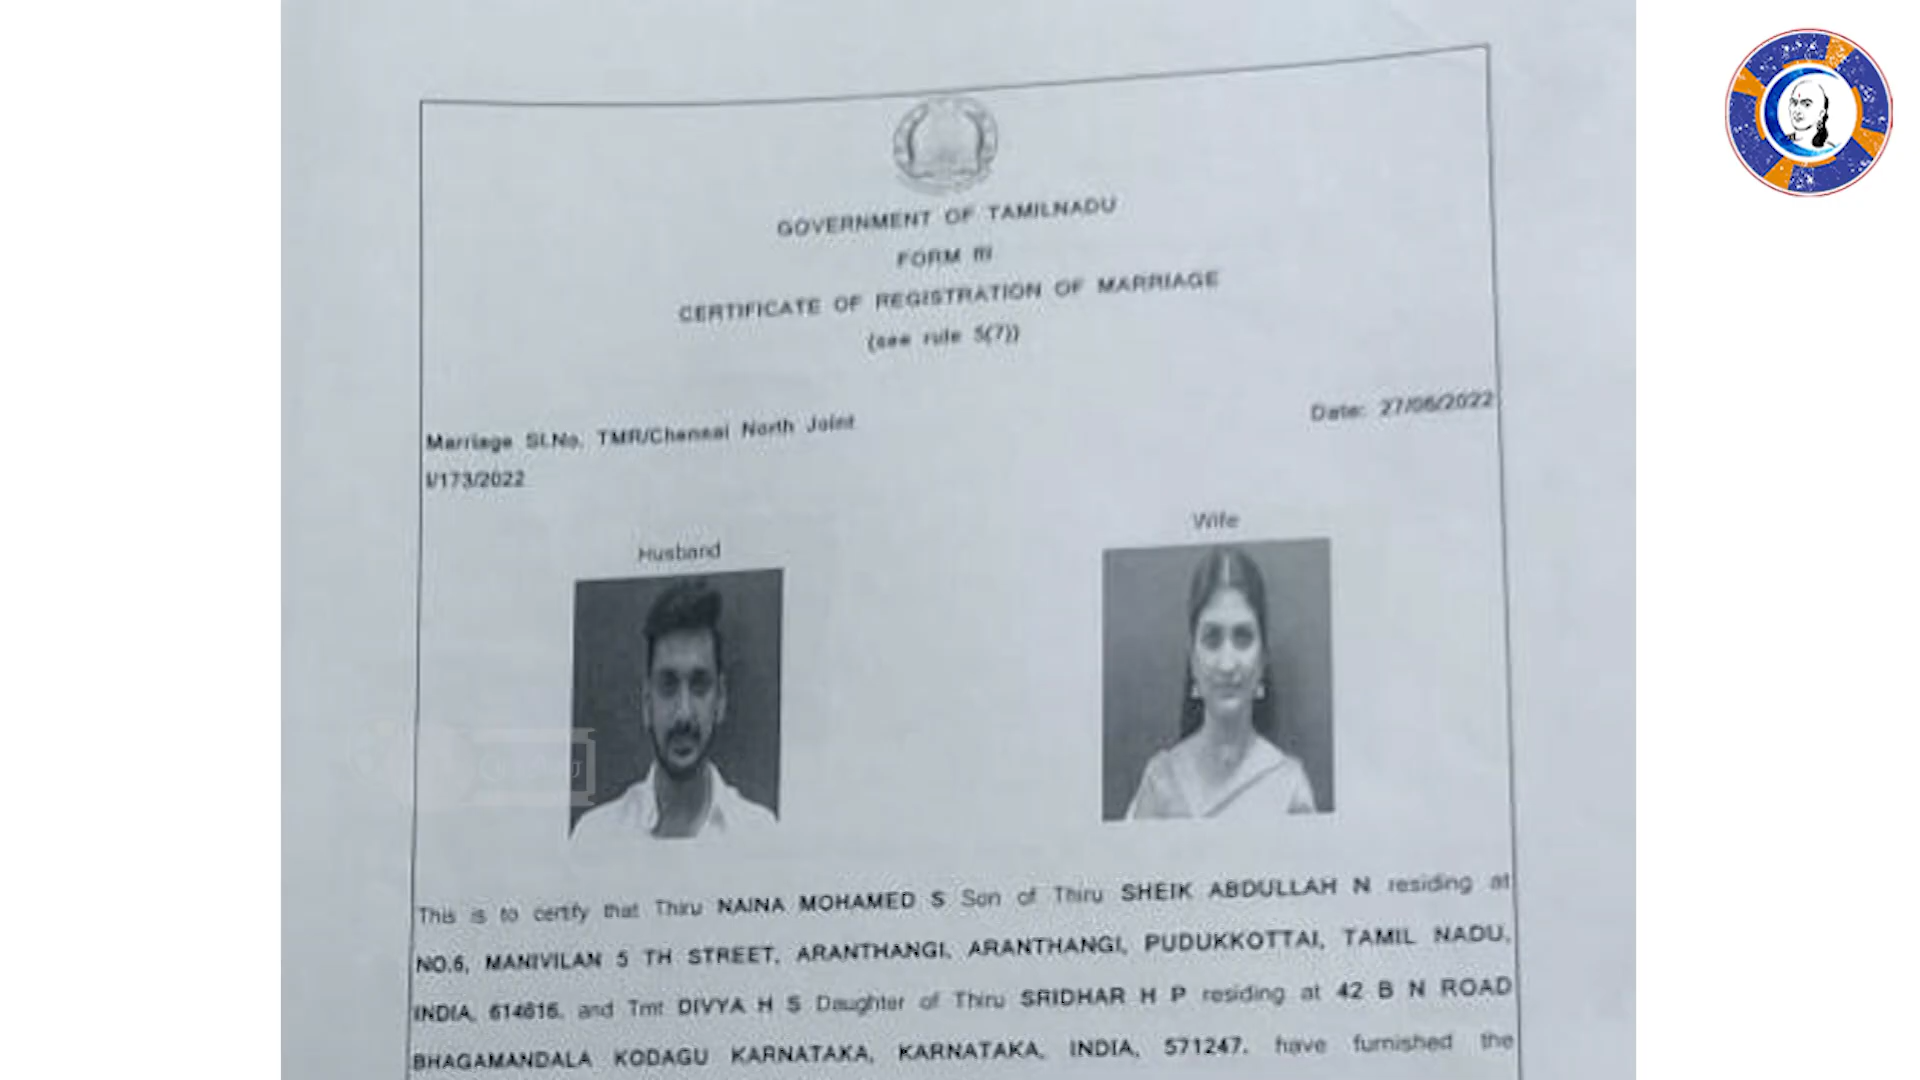 GOVERNMENT OF TAMILNADU
FORM III
CERTIFICATE OF REGISTRATION OF MARRIAGE
(see rule 5(7))
Date: 27/06/2022
Marriage Sl.No. TMR/Chennai North Joint
I/173/2022
Husband
Wife
This is to certify that Thiru NAINA MOHAMED S Son of Thiru SHEIK ABDULLAH N residing at
NO.6, MANIVILAN 5 TH STREET, ARANTHANGI, ARANTHANGI, PUDUKKOTTAI, TAMIL NADU,
INDIA, 614616, and Tmt DIVYA H S Daughter of Thiru SRIDHAR H P residing at 42 B N ROAD
BHAGAMANDALA KODAGU KARNATAKA, KARNATAKA, INDIA, 571247, have furnished the